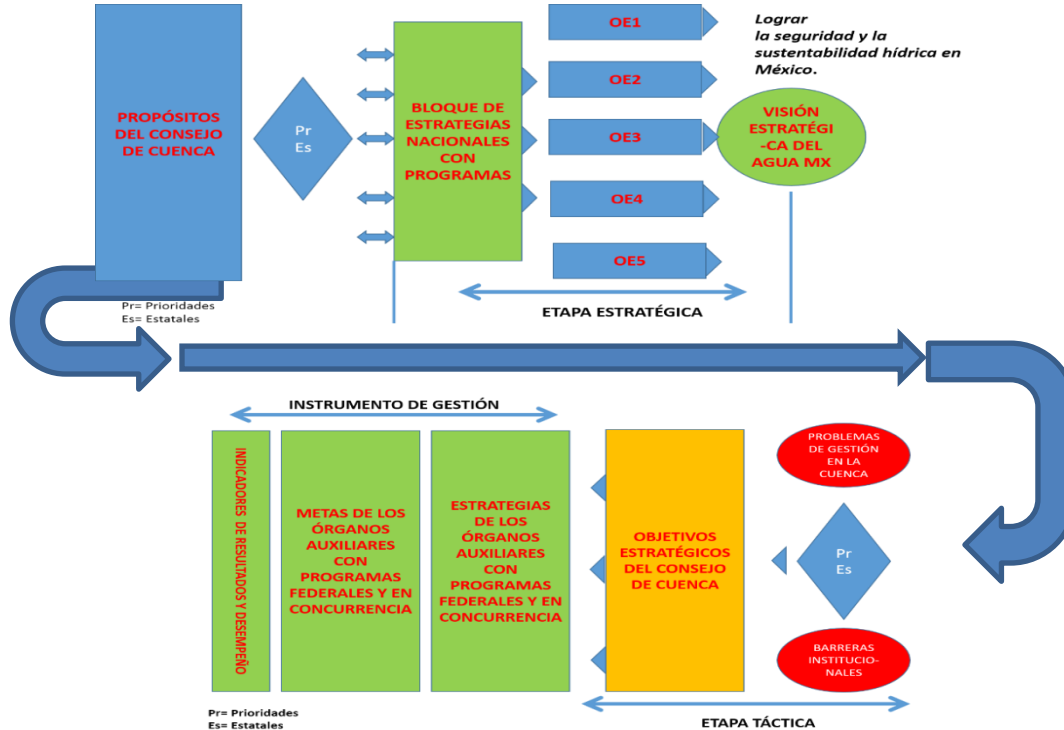 PROPÓSITOS
DEL CONSEJO
DE CUENCA
Pr
Es
BLOQUE DE
ESTRATEGIAS
NACIONALES
CON
PROGRAMAS
OE1
OE2
OE3
OE4
OE5
Lograr
la seguridad y la
sustentabilidad hídrica en
México.
VISIÓN
ESTRATÉGI
-CA DEL
AGUA MX
Pr= Prioridades
Es= Estatales
ETAPA ESTRATÉGICA
INSTRUMENTO DE GESTIÓN
INDICADORES DE RESULTADOS Y DESEMPEÑO
METAS DE LOS
ÓRGANOS
AUXILIARES
CON
PROGRAMAS
FEDERALES Y EN
CONCURRENCIA
ESTRATEGIAS
DE LOS
ÓRGANOS
AUXILIARES
CON
PROGRAMAS
FEDERALES Y EN
CONCURRENCIA
OBJETIVOS
ESTRATÉGICOS
DEL CONSEJO
DE CUENCA
PROBLEMAS
DE GESTIÓN
EN LA
CUENCA
Pr
Es
BARRERAS
INSTITUCIO-
NALES
Pr= Prioridades
Es= Estatales
ETAPA TÁCTICA